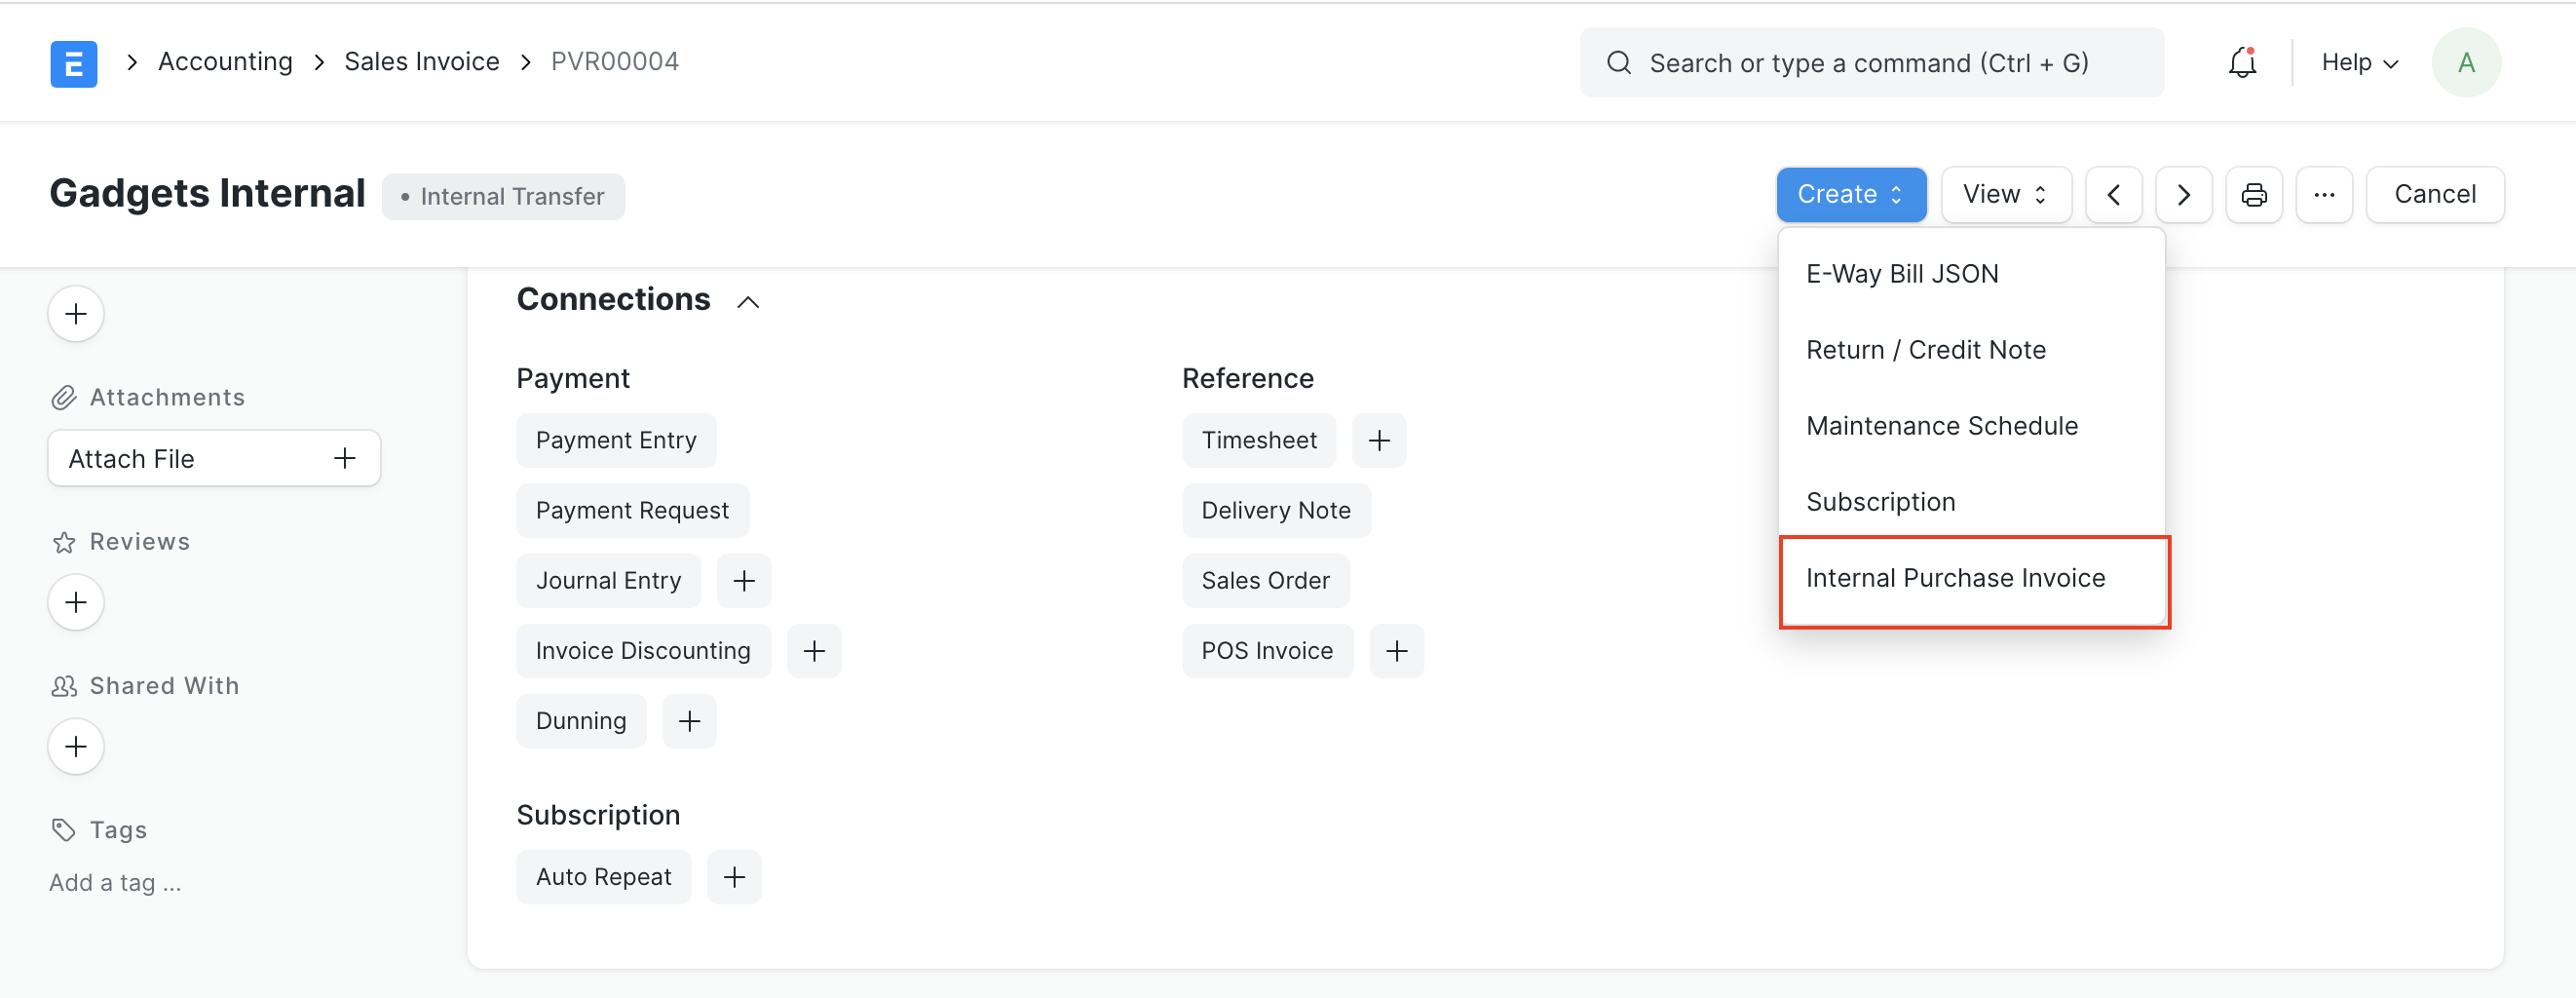 E
Accounting
Sales Invoice
PVR00004
Search or type a command (Ctrl + G)
Help
A
Gadgets Internal
Internal Transfer
Create
View
...
Cancel
E-Way Bill JSON
Return / Credit Note
Maintenance Schedule
Subscription
Internal Purchase Invoice
Attachments
Attach File
Reviews
Shared With
Tags
Add a tag ...
Connections
Payment
Payment Entry
Payment Request
Journal Entry
Invoice Discounting
Dunning
Reference
Timesheet
Delivery Note
Sales Order
POS Invoice
Subscription
Auto Repeat